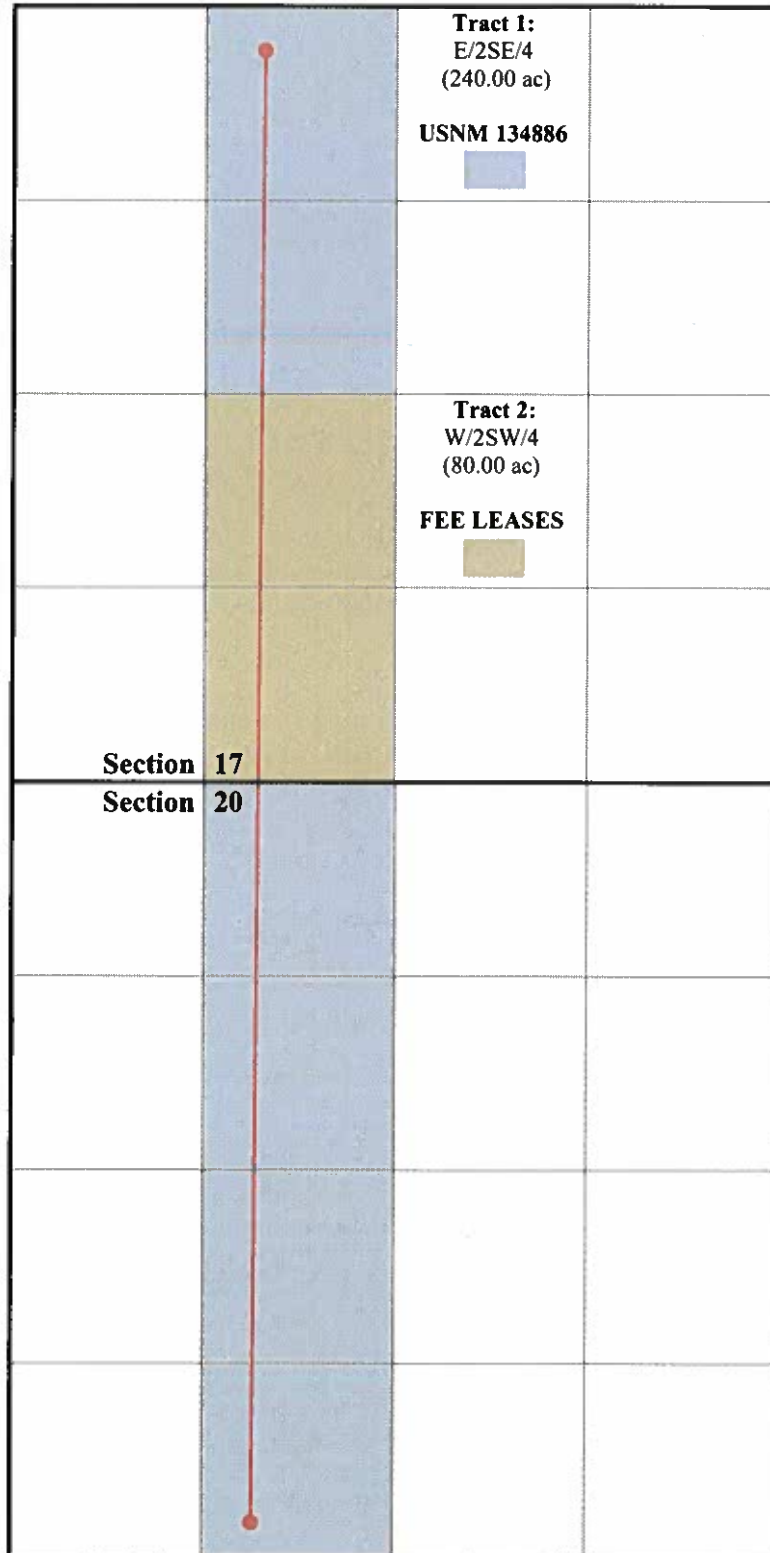 Tract 1:
E/2SE/4
(240.00 ac)
USNM 134886
Tract 2:
W/2SW/4
(80.00 ac)
FEE LEASES
Section 17
Section 20